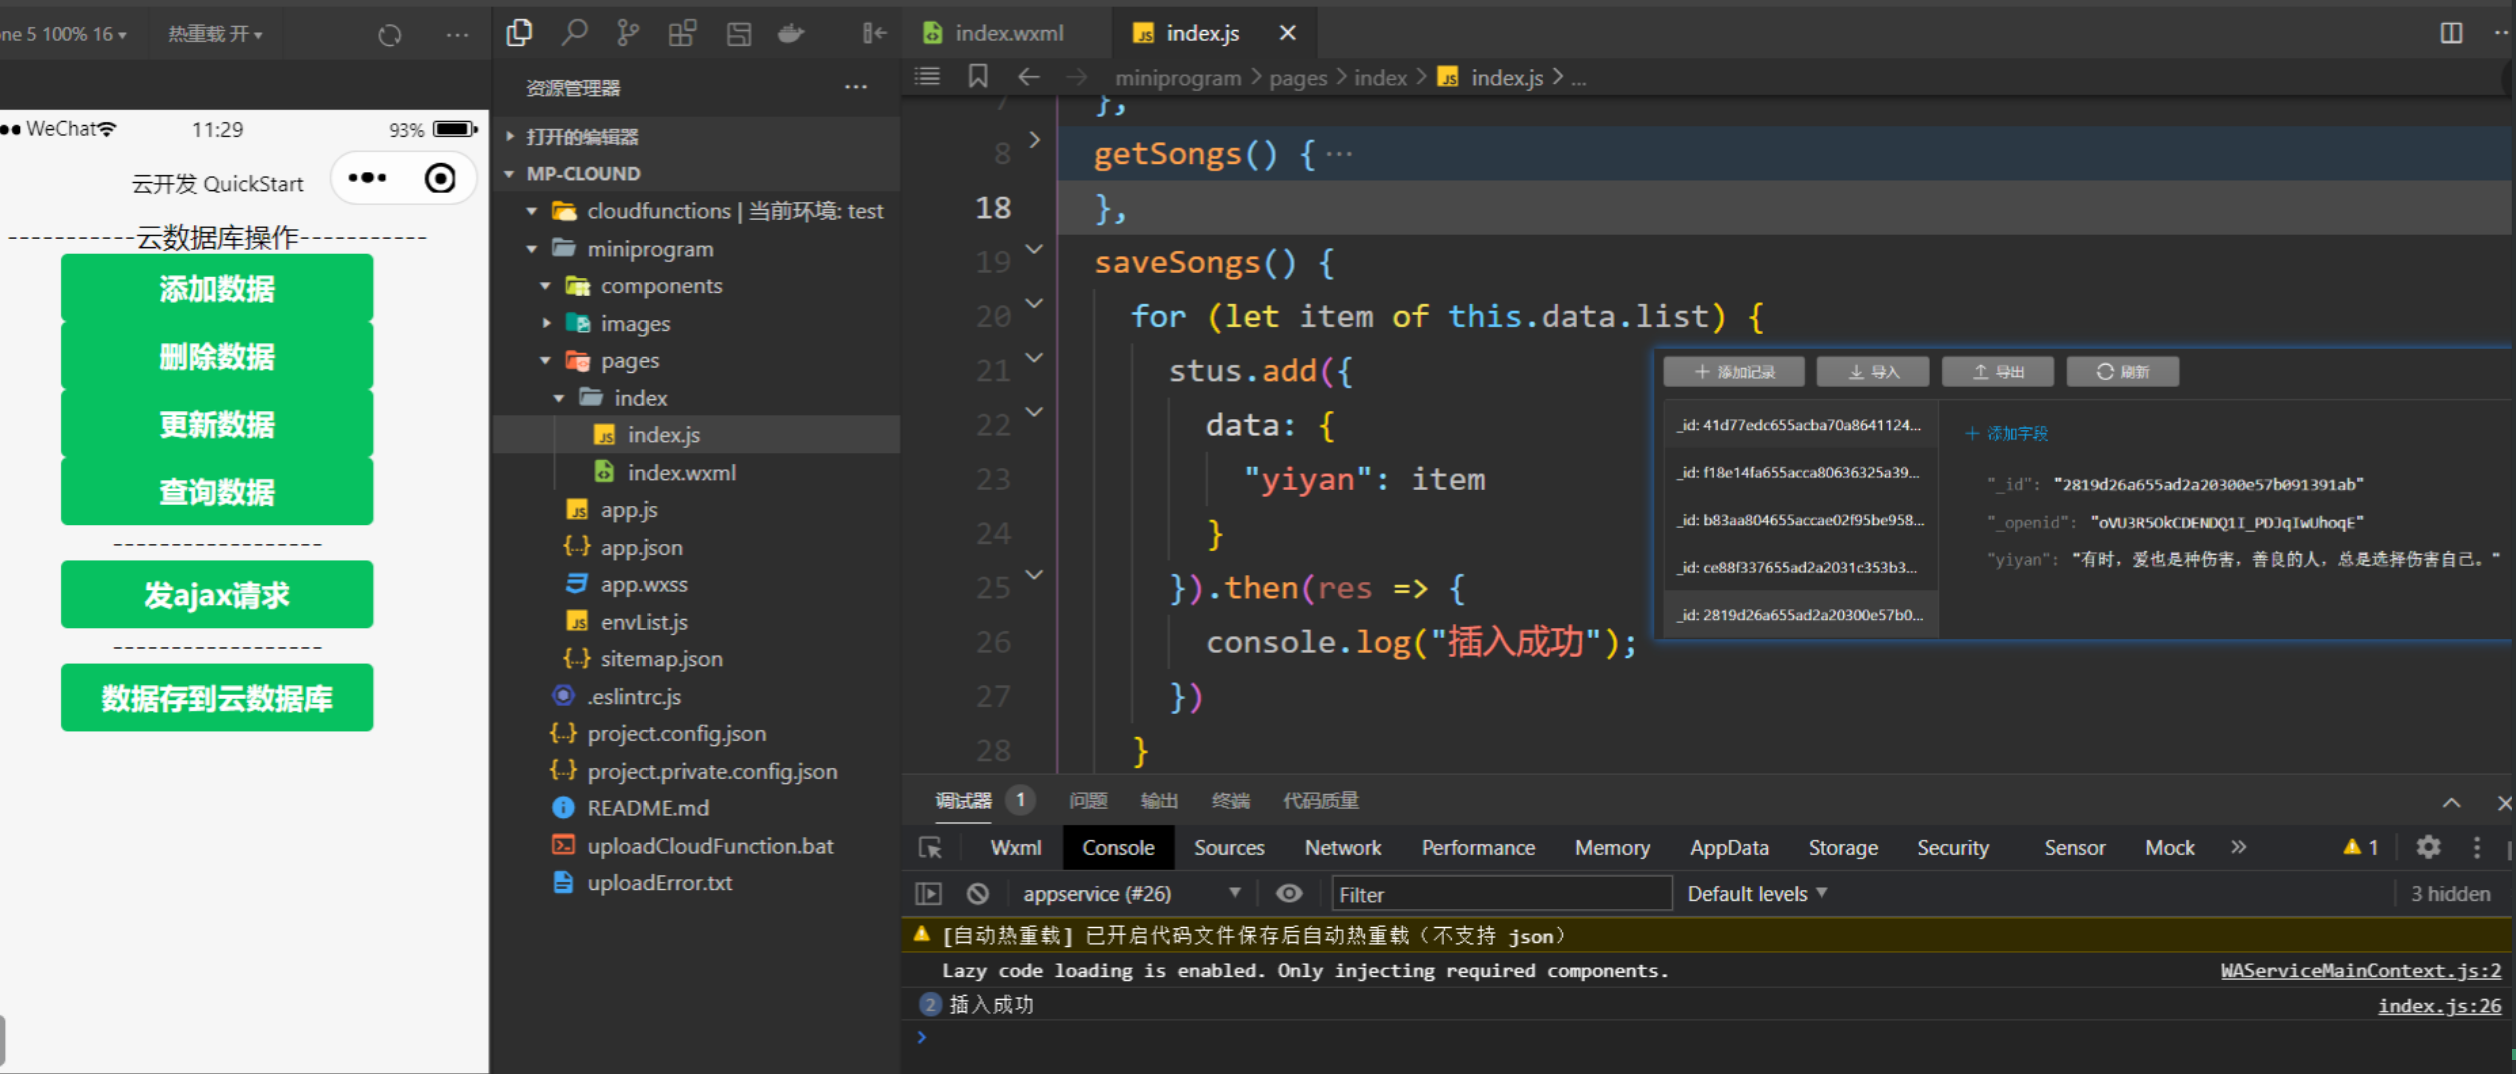 one 5 100% 16
热重载 开
WeChat
11:29
93%
云开发 QuickStart
-----------云数据库操作-----------
添加数据
删除数据
更新数据
查询数据
------------------
发ajax请求
------------------
数据存到云数据库
资源管理器
打开的编辑器
MP-CLOUND
cloudfunctions | 当前环境: test
miniprogram
components
images
pages
index
index.js
index.wxml
app.js
app.json
app.wxss
envList.js
sitemap.json
.eslintrc.js
project.config.json
project.private.config.json
README.md
uploadCloudFunction.bat
uploadError.txt
index.wxml
index.js
miniprogram > pages > index > index.js > ...
7 },
8 getSongs() {···
18 },
19 saveSongs() {
20 for (let item of this.data.list) {
21 stus.add({
22 data: {
23 "yiyan": item
24 }
25 }).then(res => {
26 console.log("插入成功");
27 })
28 }
添加记录
导入
导出
刷新
_id: 41d77edc655acba70a8641124...
_id: f18e14fa655acca80636325a39...
_id: b83aa804655accae02f95be958...
_id: ce88f337655ad2a2031c353b3...
_id: 2819d26a655ad2a20300e57b0...
+ 添加字段
"_id": "2819d26a655ad2a20300e57b091391ab"
"_openid": "oVU3R5OkCDENDQ1I_PDJqIwUhoqE"
"yiyan": "有时，爱也是种伤害，善良的人，总是选择伤害自己。"
调试器 1 问题 输出 终端 代码质量
Wxml Console Sources Network Performance Memory AppData Storage Security Sensor Mock » 1
appservice (#26) Filter Default levels 3 hidden
[自动热重载] 已开启代码文件保存后自动热重载（不支持 json）
Lazy code loading is enabled. Only injecting required components. WAServiceMainContext.js:2
2 插入成功 index.js:26
>